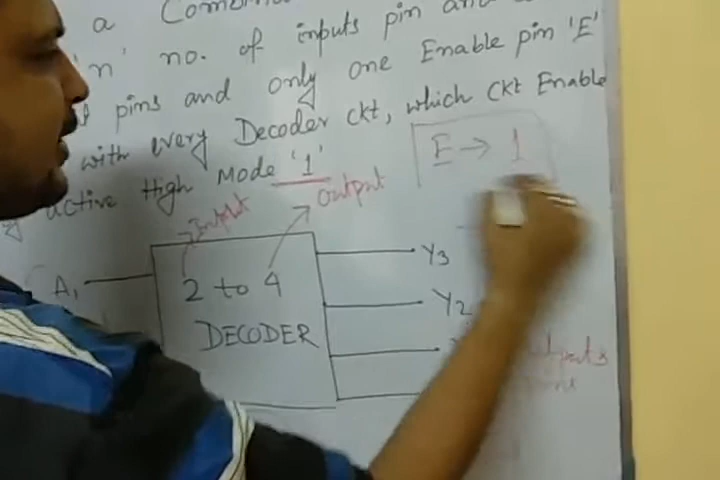 a
'n' no. of inputs pin and
pins and only one Enable pin 'E'
with every Decoder ckt, which Ckt Enable
active High Mode '1'
E → 1
Input
Output
A1
2 to 4
DECODER
Y3
Y2